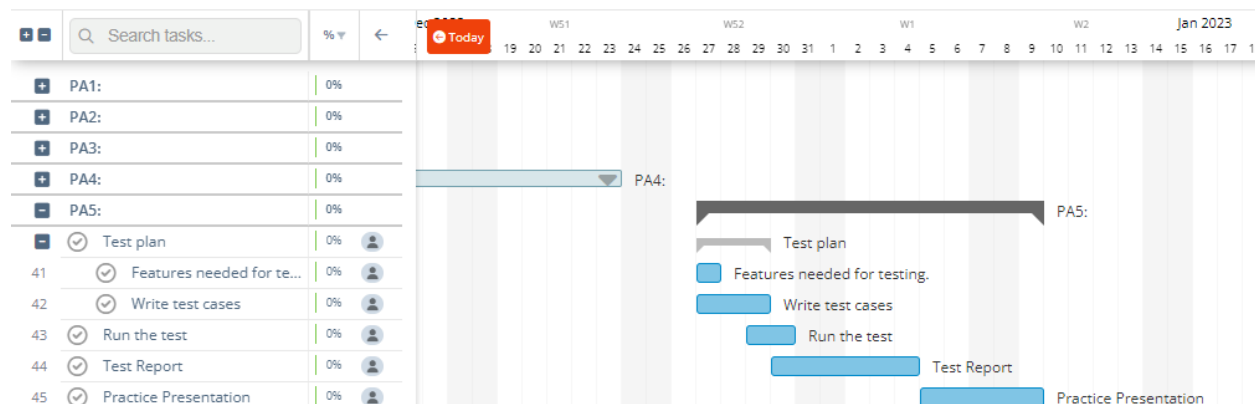 W51 W52 W1 W2 Jan 2023
Search tasks... % Today
19 20 21 22 23 24 25 26 27 28 29 30 31 1 2 3 4 5 6 7 8 9 10 11 12 13 14 15 16 17
PA1: 0%
PA2: 0%
PA3: 0%
PA4: 0% PA4:
PA5: 0% PA5:
Test plan 0% Test plan
41 Features needed for te... 0% Features needed for testing.
42 Write test cases 0% Write test cases
43 Run the test 0% Run the test
44 Test Report 0% Test Report
45 Practice Presentation 0% Practice Presentation